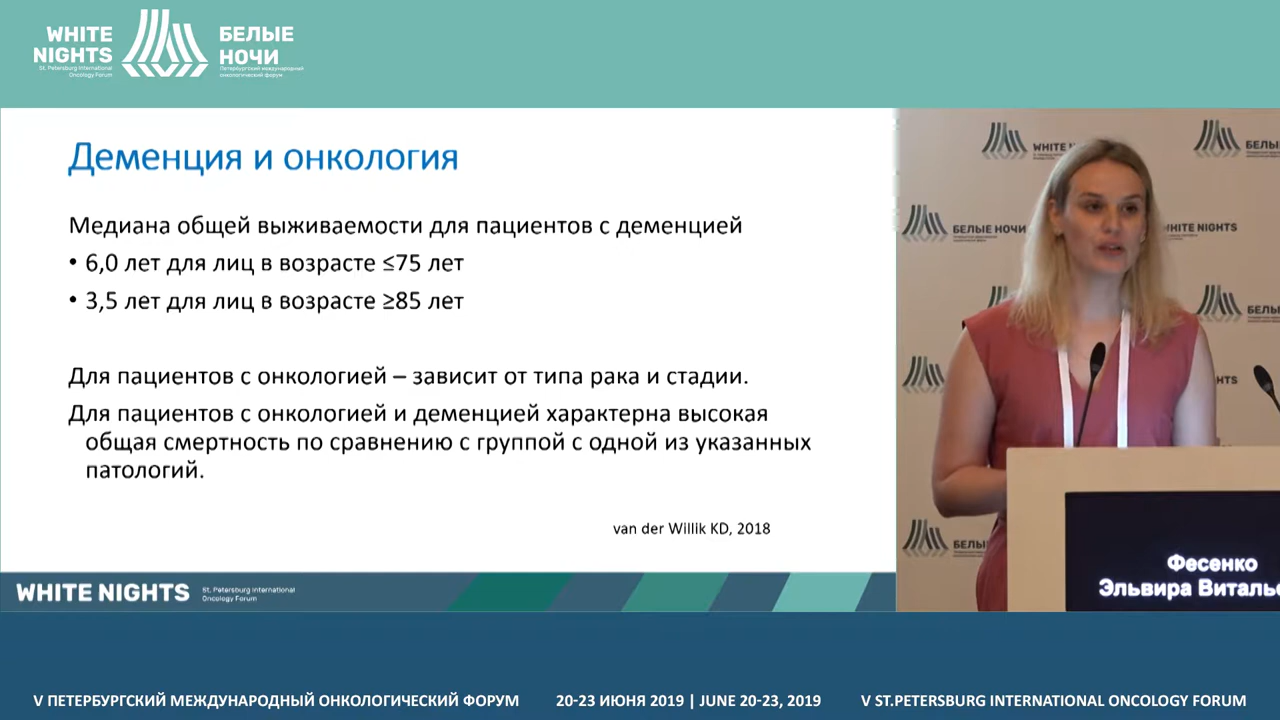 WHITE
NIGHTS
St. Petersburg International
Oncology Forum
БЕЛЫЕ
НОЧИ
Петербургский международный
онкологический форум
Деменция и онкология
Медиана общей выживаемости для пациентов с деменцией
• 6,0 лет для лиц в возрасте ≤75 лет
• 3,5 лет для лиц в возрасте ≥85 лет
Для пациентов с онкологией – зависит от типа рака и стадии.
Для пациентов с онкологией и деменцией характерна высокая
общая смертность по сравнению с группой с одной из указанных
патологий.
van der Willik KD, 2018
WHITE NIGHTS
St. Petersburg International
Oncology Forum
WHITE
БЕЛЫЕ НОЧИ
WHITE NIGHTS
Фесенко
Эльвира
V ПЕТЕРБУРГСКИЙ МЕЖДУНАРОДНЫЙ ОНКОЛОГИЧЕСКИЙ ФОРУМ
20-23 ИЮНЯ 2019 | JUNE 20-23, 2019
V ST.PETERSBURG INTERNATIONAL ONCOLOGY FORUM